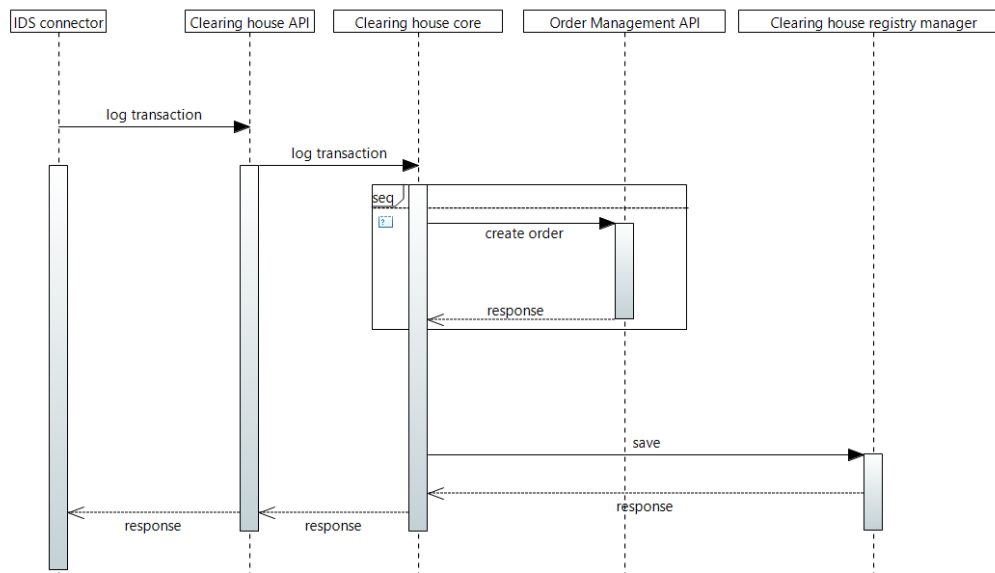 IDS connector
Clearing house API
Clearing house core
Order Management API
Clearing house registry manager
log transaction
log transaction
seq
?
create order
response
save
response
response
response